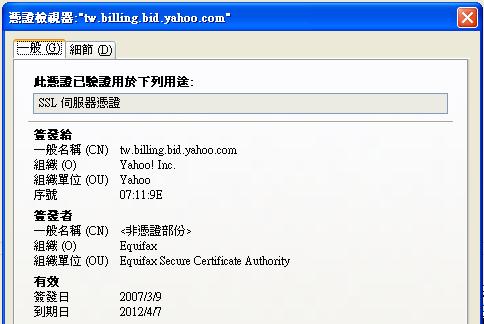 憑證檢視器:"tw.billing.bid.yahoo.com"
一般 (G) 細節 (D)
此憑證已驗證用於下列用途:
SSL 伺服器憑證
簽發給
一般名稱 (CN) tw.billing.bid.yahoo.com
組織 (O) Yahoo! Inc.
組織單位 (OU) Yahoo
序號 07:11:9E
簽發者
一般名稱 (CN) <非憑證部份>
組織 (O) Equifax
組織單位 (OU) Equifax Secure Certificate Authority
有效
簽發日 2007/3/9
到期日 2012/4/7